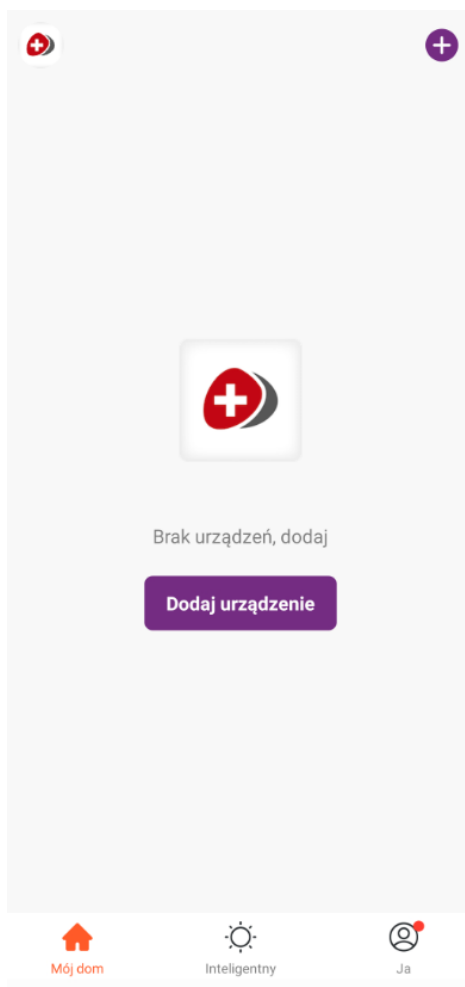 Brak urządzeń, dodaj
Dodaj urządzenie
Mój dom
Inteligentny
Ja